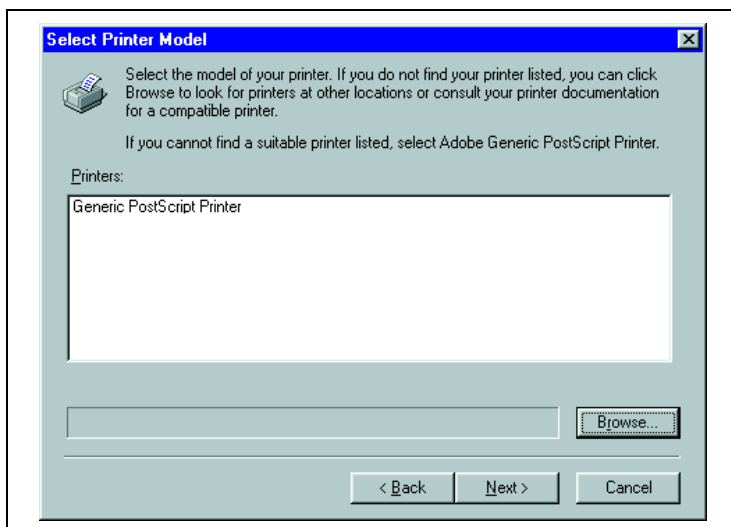 Select Printer Model
Select the model of your printer. If you do not find your printer listed, you can click
Browse to look for printers at other locations or consult your printer documentation
for a compatible printer.
If you cannot find a suitable printer listed, select Adobe Generic PostScript Printer.
Printers:
Generic PostScript Printer
Browse...
< Back
Next >
Cancel